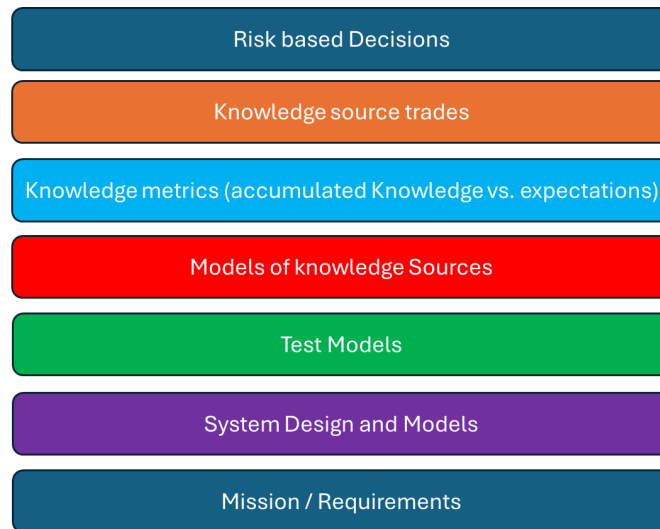 Risk based Decisions
Knowledge source trades
Knowledge metrics (accumulated Knowledge vs. expectations)
Models of knowledge Sources
Test Models
System Design and Models
Mission / Requirements